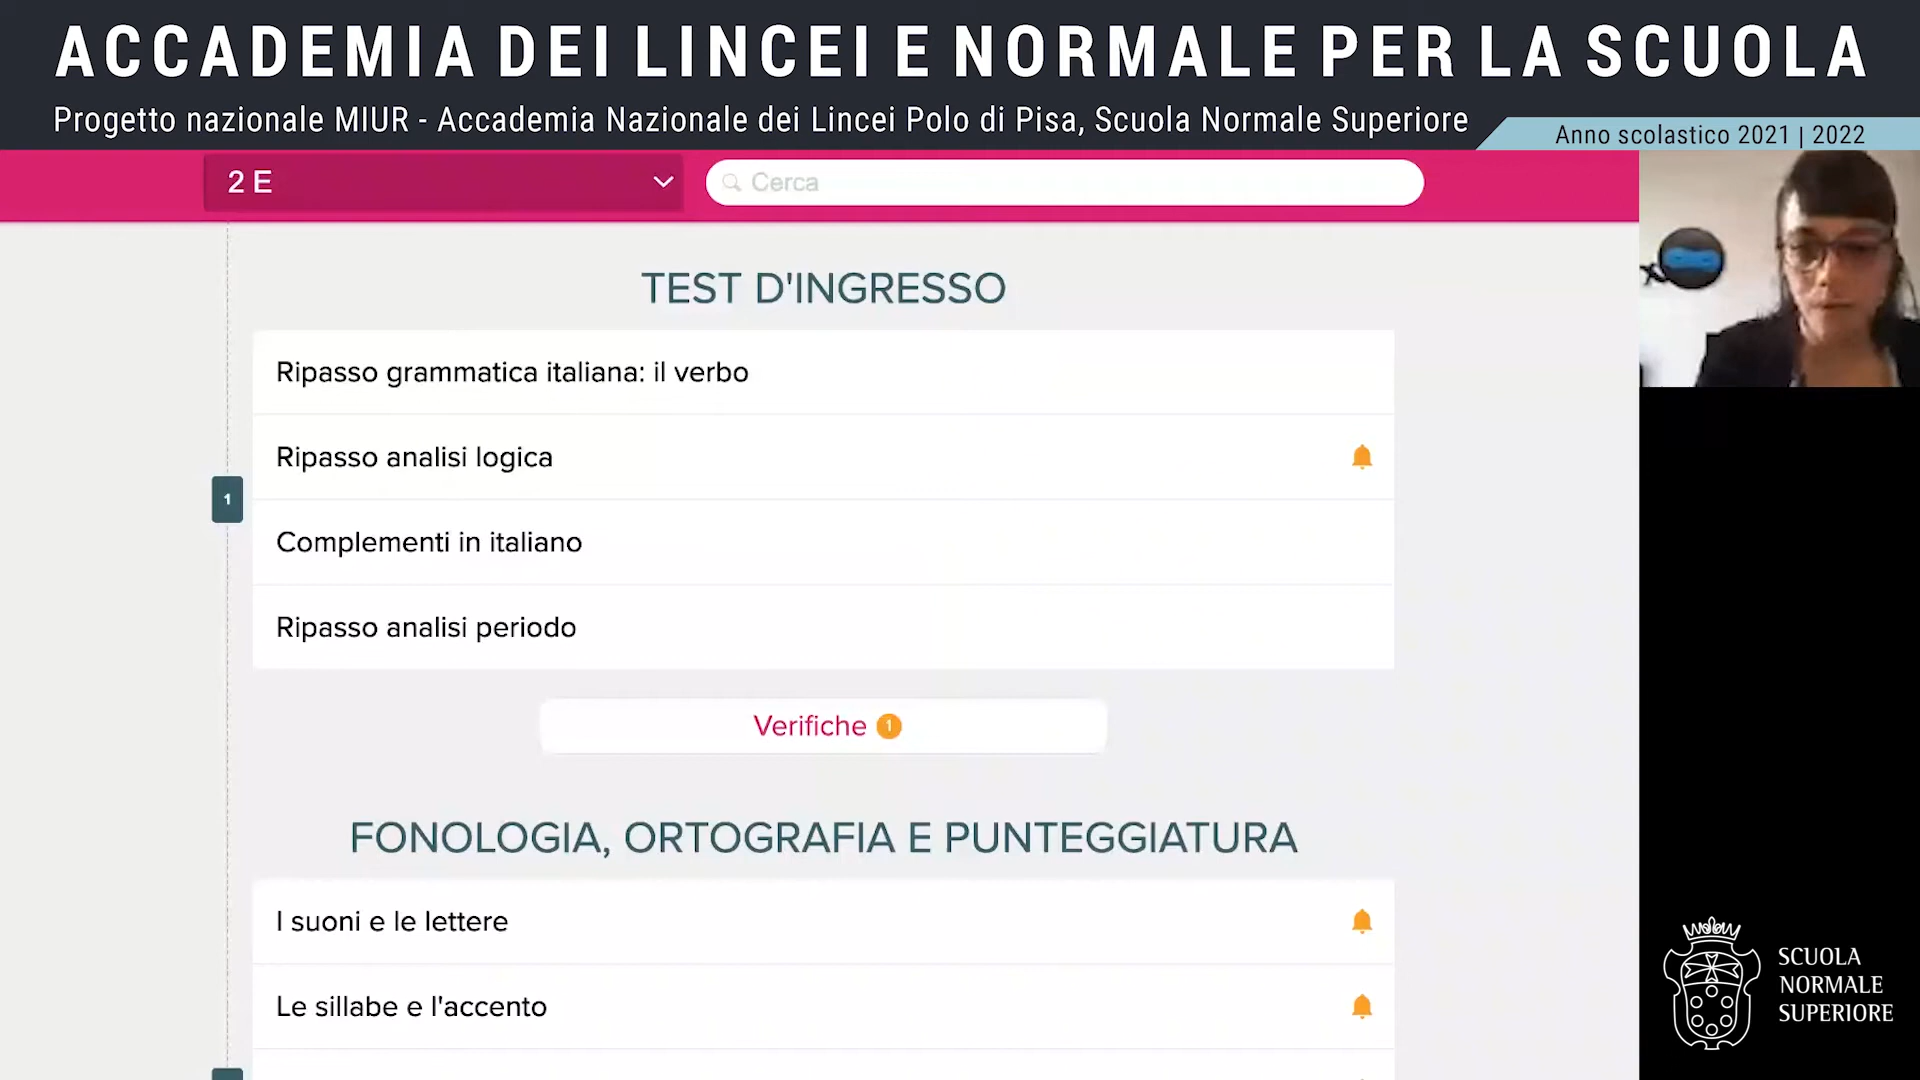 ACCADEMIA DEI LINCEI E NORMALE PER LA SCUOLA
Progetto nazionale MIUR - Accademia Nazionale dei Lincei Polo di Pisa, Scuola Normale Superiore
Anno scolastico 2021 | 2022
2 E
Cerca
TEST D'INGRESSO
Ripasso grammatica italiana: il verbo
Ripasso analisi logica
1
Complementi in italiano
Ripasso analisi periodo
Verifiche 1
FONOLOGIA, ORTOGRAFIA E PUNTEGGIATURA
I suoni e le lettere
Le sillabe e l'accento
SCUOLA
NORMALE
SUPERIORE